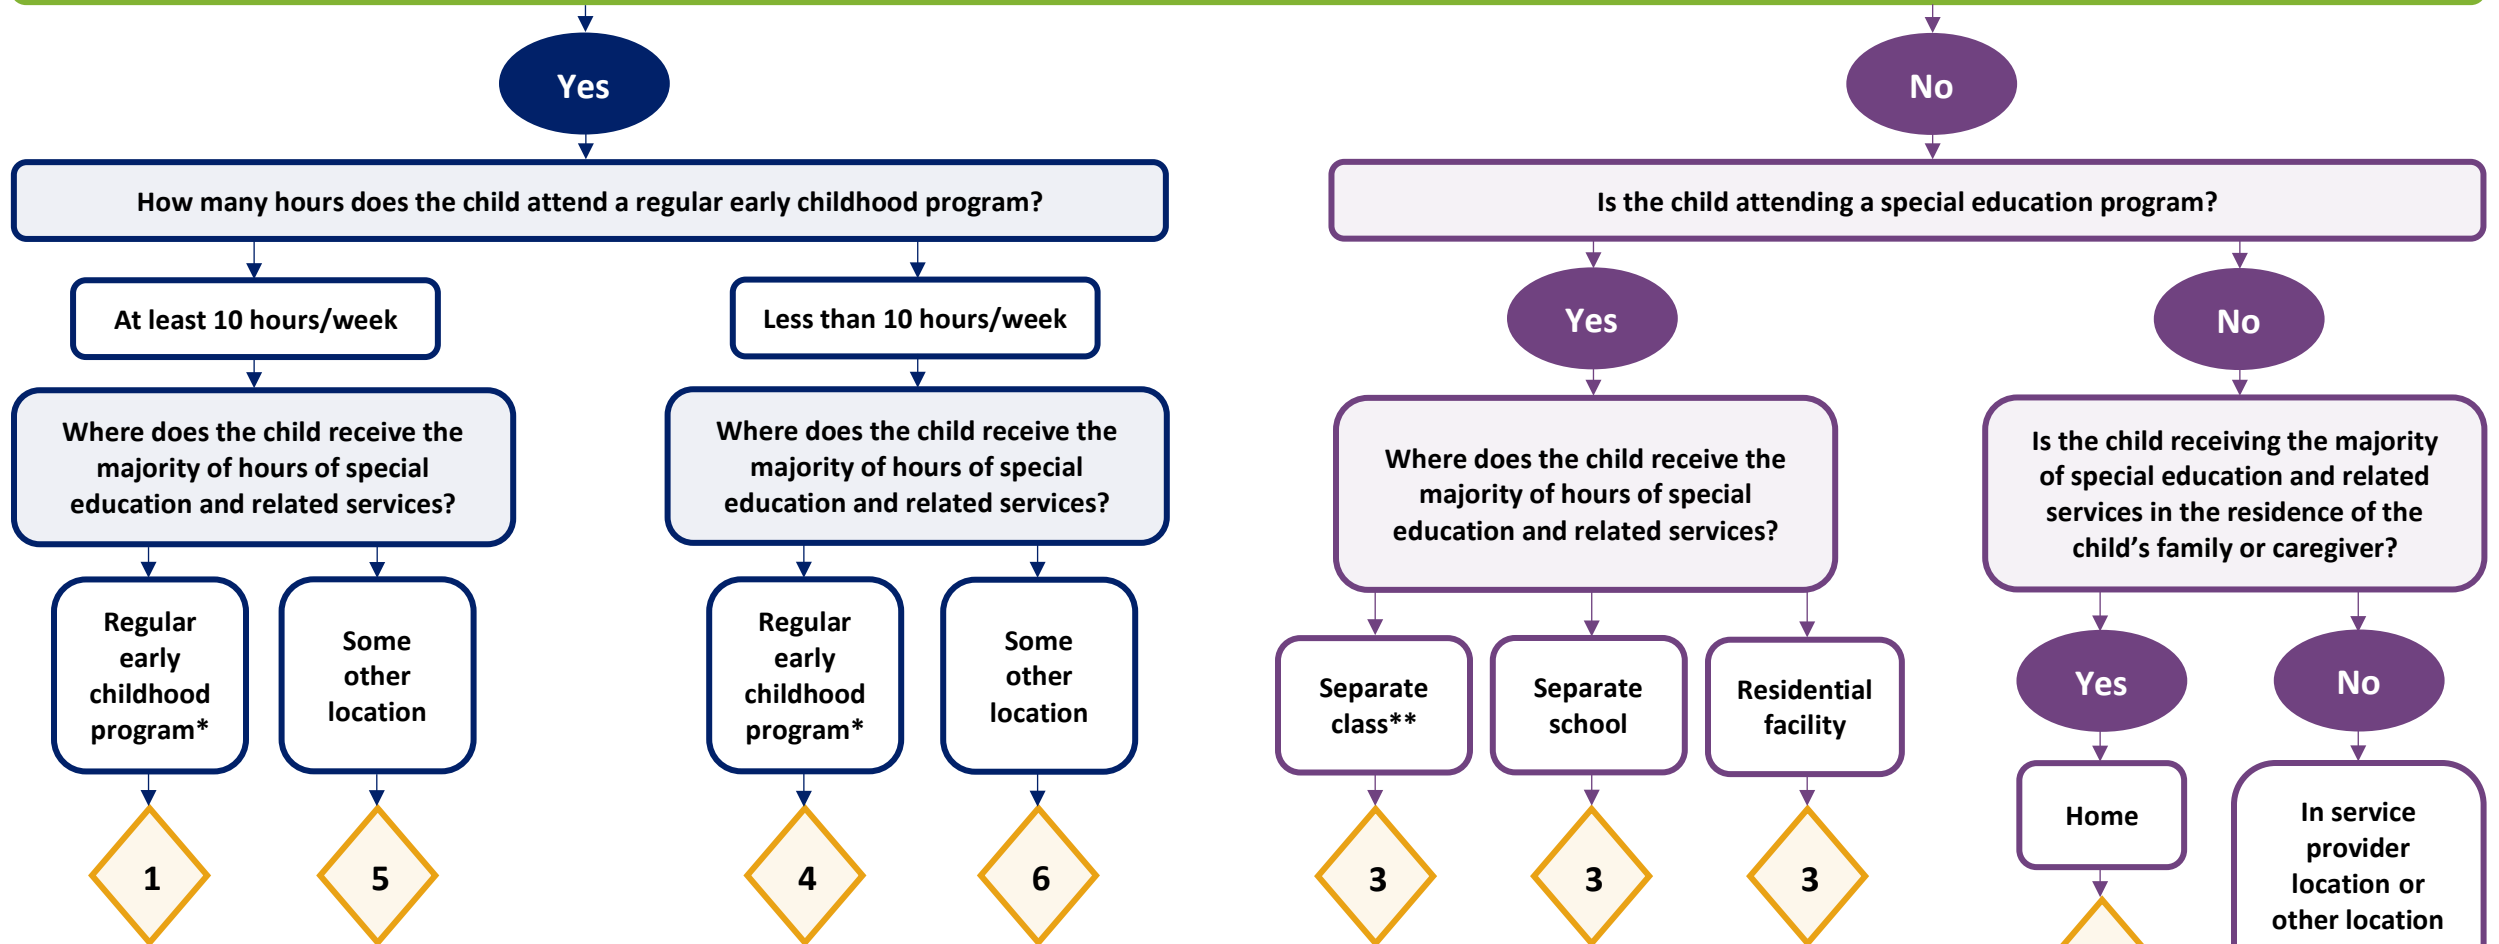 Yes
No
How many hours does the child attend a regular early childhood program?
Is the child attending a special education program?
At least 10 hours/week
Less than 10 hours/week
Yes
No
Where does the child receive the
majority of hours of special
education and related services?
Where does the child receive the
majority of hours of special
education and related services?
Where does the child receive the
majority of hours of special
education and related services?
Is the child receiving the majority
of special education and related
services in the residence of the
child’s family or caregiver?
Regular
early
childhood
program*
Some
other
location
Regular
early
childhood
program*
Some
other
location
Separate
class**
Separate
school
Residential
facility
Yes
No
Home
In service
provider
location or
other location
1
5
4
6
3
3
3